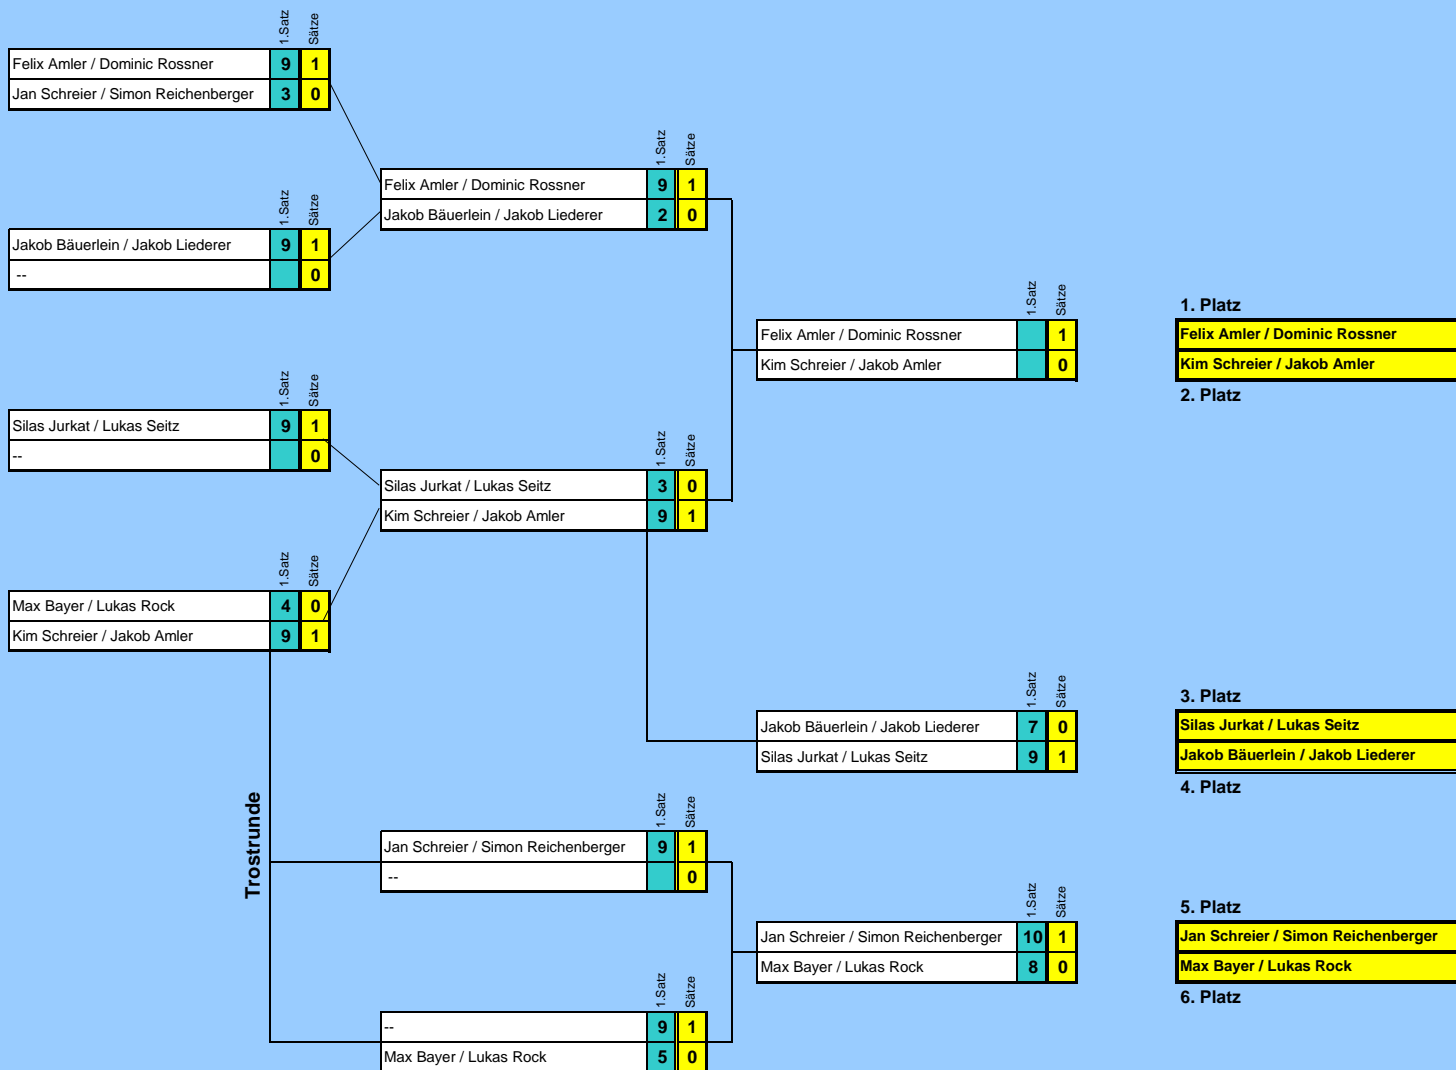 1.Satz Sätze
Felix Amler / Dominic Rossner 9 1
Jan Schreier / Simon Reichenberger 3 0
1.Satz Sätze
Jakob Bäuerlein / Jakob Liederer 9 1
-- 0
1.Satz Sätze
Silas Jurkat / Lukas Seitz 9 1
-- 0
1.Satz Sätze
Max Bayer / Lukas Rock 4 0
Kim Schreier / Jakob Amler 9 1
1.Satz Sätze
Felix Amler / Dominic Rossner 9 1
Jakob Bäuerlein / Jakob Liederer 2 0
1.Satz Sätze
Silas Jurkat / Lukas Seitz 3 0
Kim Schreier / Jakob Amler 9 1
1.Satz Sätze
Felix Amler / Dominic Rossner 1
Kim Schreier / Jakob Amler 0
1. Platz
Felix Amler / Dominic Rossner
Kim Schreier / Jakob Amler
2. Platz
1.Satz Sätze
Jakob Bäuerlein / Jakob Liederer 7 0
Silas Jurkat / Lukas Seitz 9 1
3. Platz
Silas Jurkat / Lukas Seitz
Jakob Bäuerlein / Jakob Liederer
4. Platz
Trostrunde
1.Satz Sätze
Jan Schreier / Simon Reichenberger 9 1
-- 0
1.Satz Sätze
-- 9 1
Max Bayer / Lukas Rock 5 0
1.Satz Sätze
Jan Schreier / Simon Reichenberger 10 1
Max Bayer / Lukas Rock 8 0
5. Platz
Jan Schreier / Simon Reichenberger
Max Bayer / Lukas Rock
6. Platz